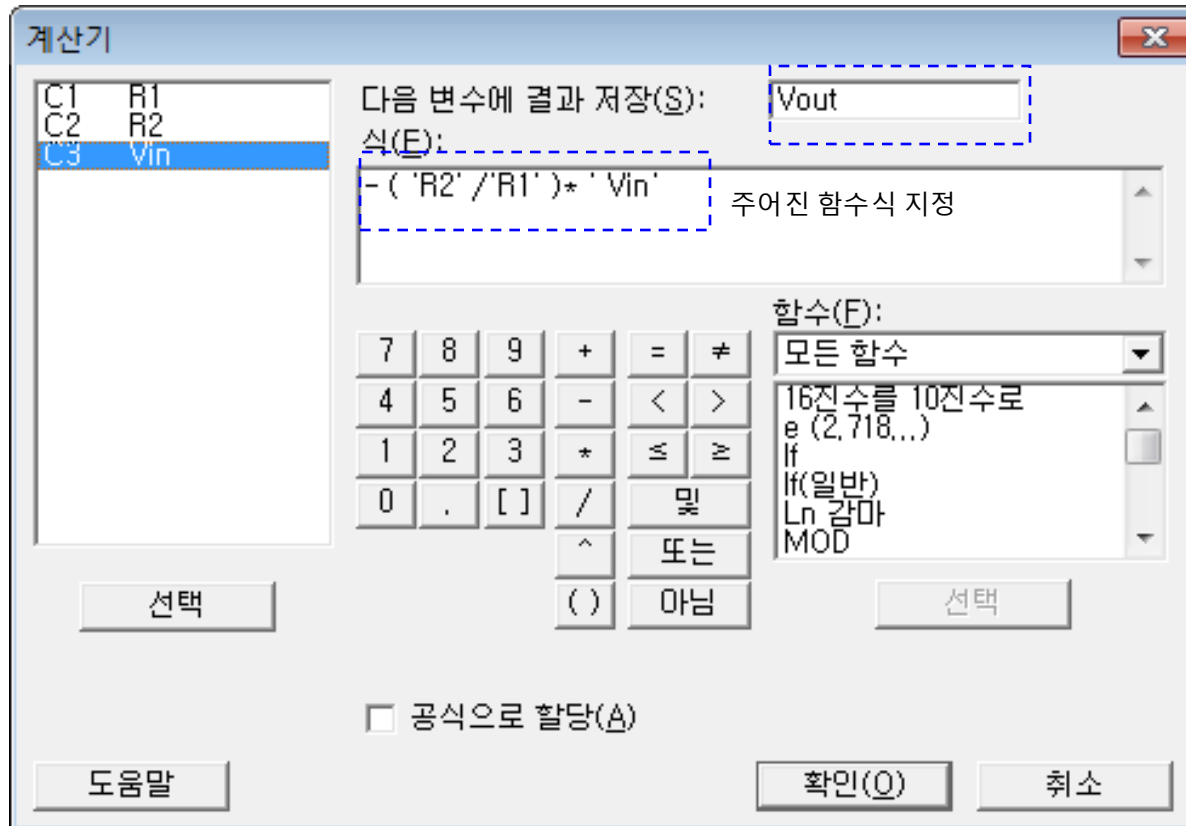 계산기
C1 R1
C2 R2
C3 Vin
다음 변수에 결과 저장(S):
Vout
식(E):
- ( 'R2' /'R1' )* ' Vin'
주어진 함수식 지정
함수(F):
모든 함수
7 8 9 + = ≠
4 5 6 - < >
1 2 3 * ≤ ≥
0 . [ ] / 및
^ 또는
( ) 아님
16진수를 10진수로
e (2.718...)
If
If(일반)
Ln 감마
MOD
선택
선택
공식으로 할당(A)
도움말
확인(O)
취소